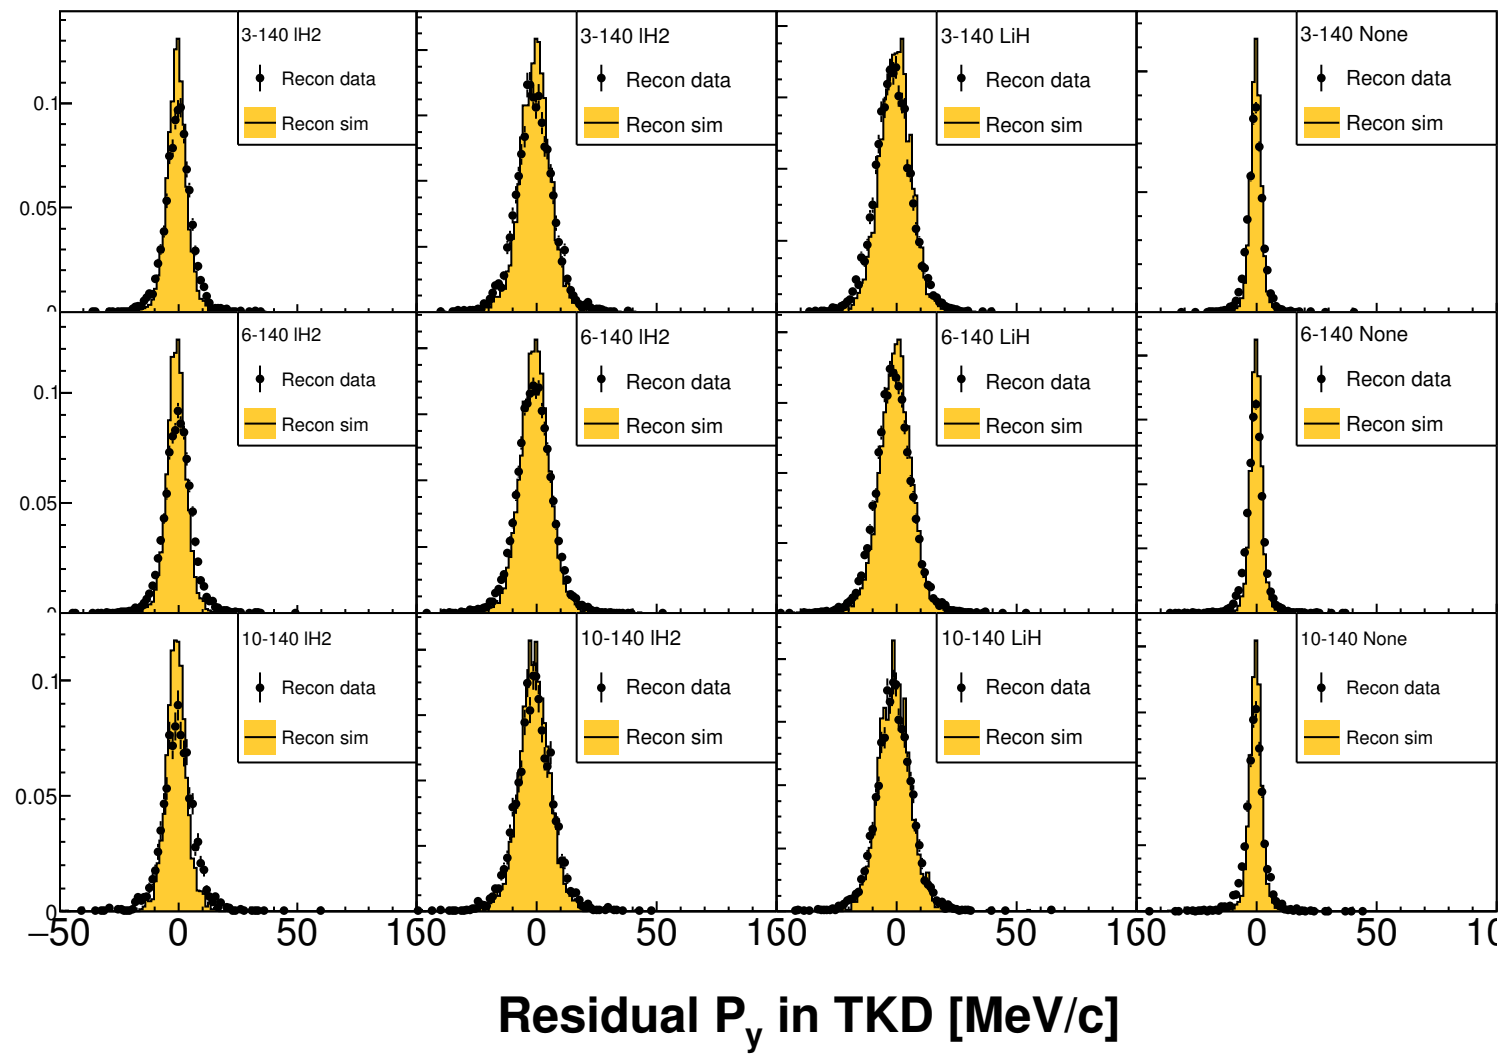 3-140 lH2
Recon data
Recon sim
3-140 lH2
Recon data
Recon sim
3-140 LiH
Recon data
Recon sim
3-140 None
Recon data
Recon sim
0.1
0.05
0
6-140 lH2
Recon data
Recon sim
6-140 lH2
Recon data
Recon sim
6-140 LiH
Recon data
Recon sim
6-140 None
Recon data
Recon sim
0.1
0.05
0
10-140 lH2
Recon data
Recon sim
10-140 lH2
Recon data
Recon sim
10-140 LiH
Recon data
Recon sim
10-140 None
Recon data
Recon sim
0.1
0.05
0
−50 0 50 0 50 0 50 0 50
Residual Py in TKD [MeV/c]